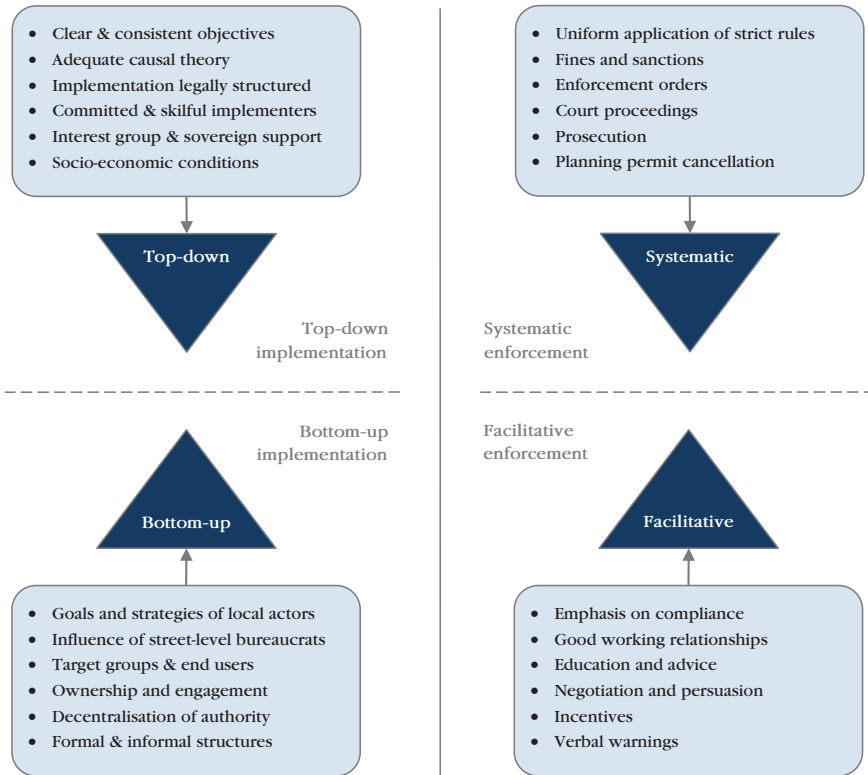 • Clear & consistent objectives
• Adequate causal theory
• Implementation legally structured
• Committed & skilful implementers
• Interest group & sovereign support
• Socio-economic conditions
Top-down
Top-down
implementation
Bottom-up
implementation
Bottom-up
• Goals and strategies of local actors
• Influence of street-level bureaucrats
• Target groups & end users
• Ownership and engagement
• Decentralisation of authority
• Formal & informal structures
• Uniform application of strict rules
• Fines and sanctions
• Enforcement orders
• Court proceedings
• Prosecution
• Planning permit cancellation
Systematic
Systematic
enforcement
Facilitative
enforcement
Facilitative
• Emphasis on compliance
• Good working relationships
• Education and advice
• Negotiation and persuasion
• Incentives
• Verbal warnings